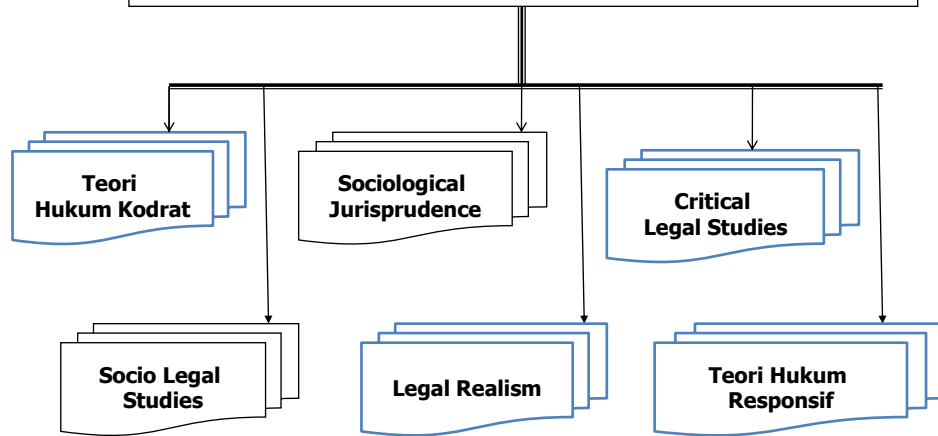 Teori
Hukum Kodrat
Sociological
Jurisprudence
Critical
Legal Studies
Socio Legal
Studies
Legal Realism
Teori Hukum
Responsif